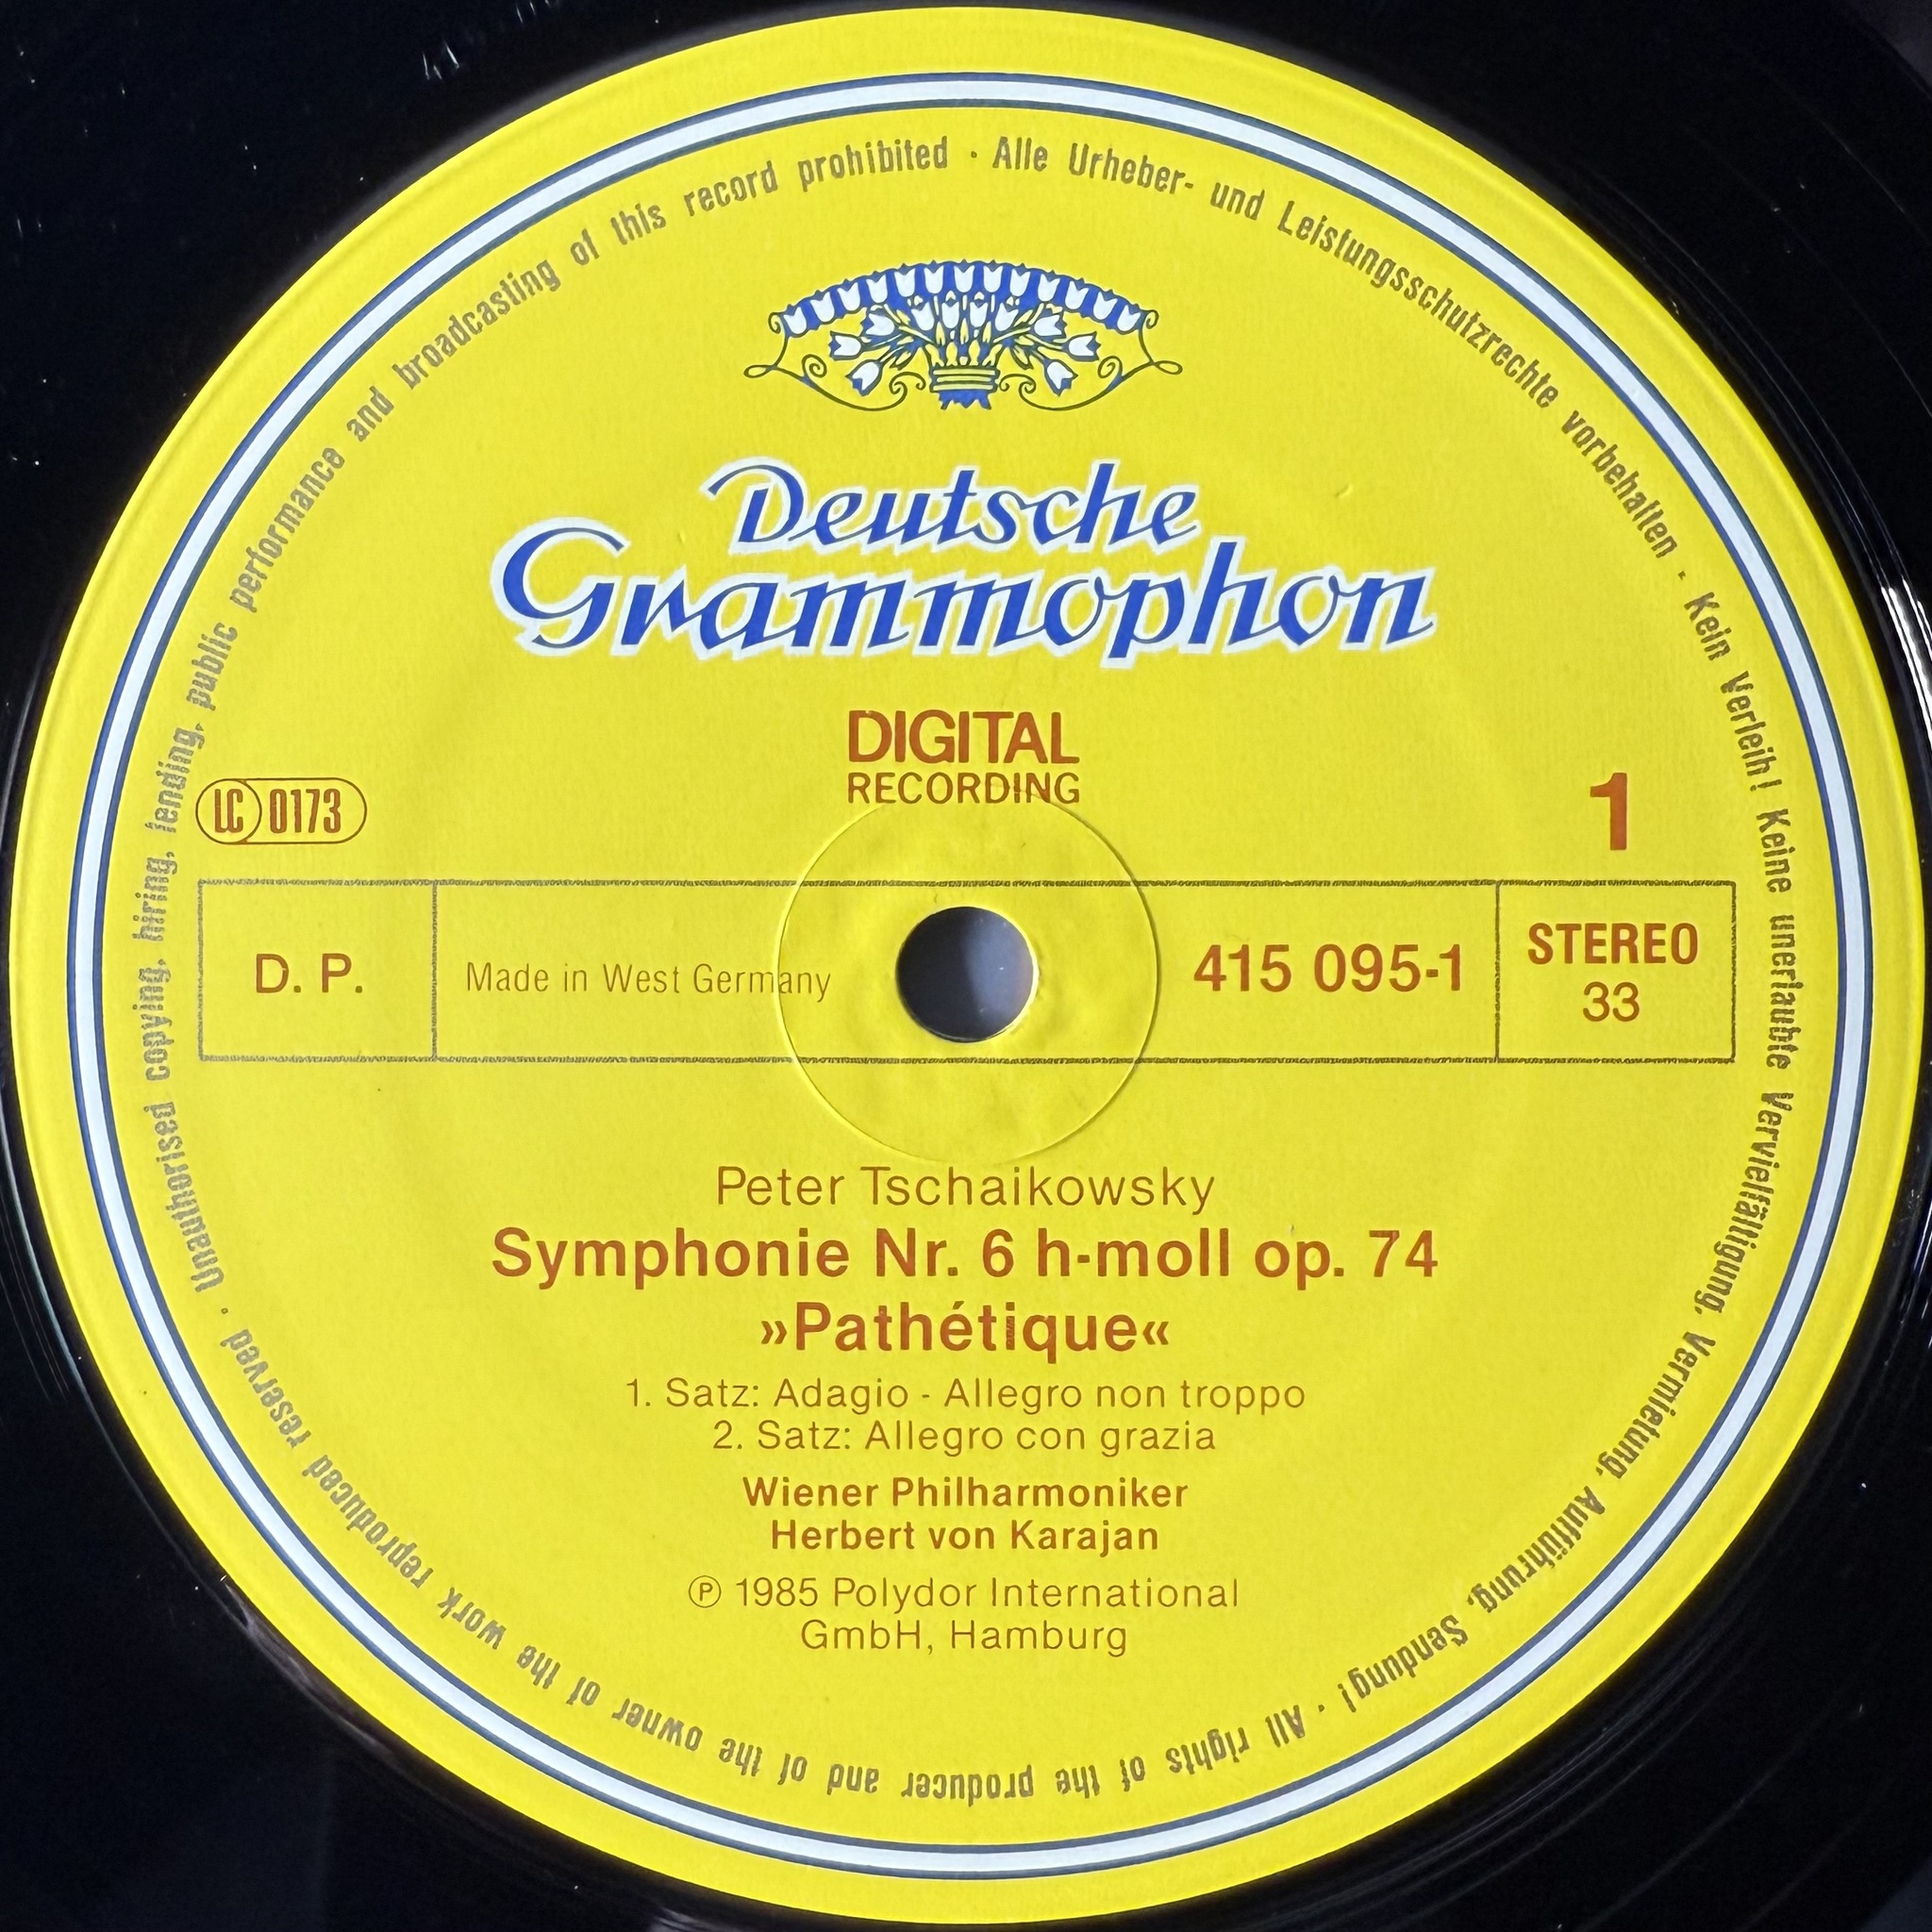 Alle Urheber- und Leistungsschutzrechte vorbehalten · Kein Verleih! Keine unerlaubte Vervielfältigung, Vermietung, Aufführung, Sendung! · All rights of the producer and of the owner of the work reproduced reserved · Unauthorised copying, hiring, lending, public performance and broadcasting of this record prohibited ·
Deutsche
Grammophon
DIGITAL
RECORDING
LC 0173
1
D. P.
Made in West Germany
415 095-1
STEREO
33
Peter Tschaikowsky
Symphonie Nr. 6 h-moll op. 74
»Pathétique«
1. Satz: Adagio - Allegro non troppo
2. Satz: Allegro con grazia
Wiener Philharmoniker
Herbert von Karajan
℗ 1985 Polydor International
GmbH, Hamburg